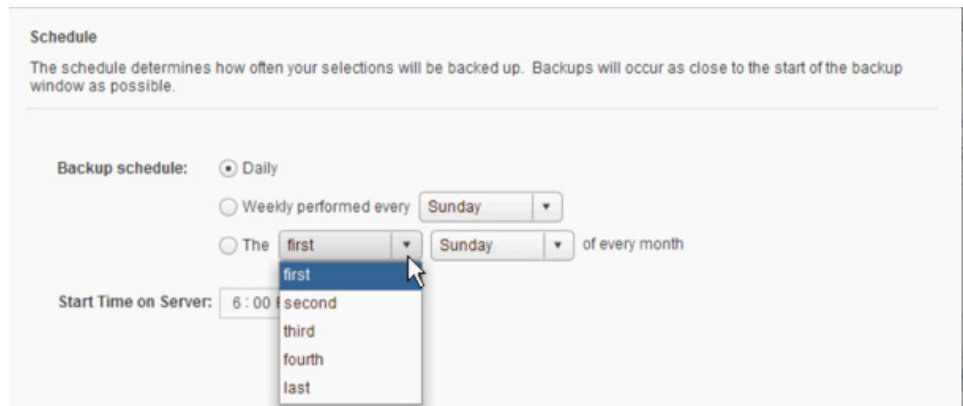 Schedule
The schedule determines how often your selections will be backed up. Backups will occur as close to the start of the backup
window as possible.
Backup schedule:
Daily
Weekly performed every Sunday
The first Sunday of every month
first
Start Time on Server: 6:00
second
third
fourth
last